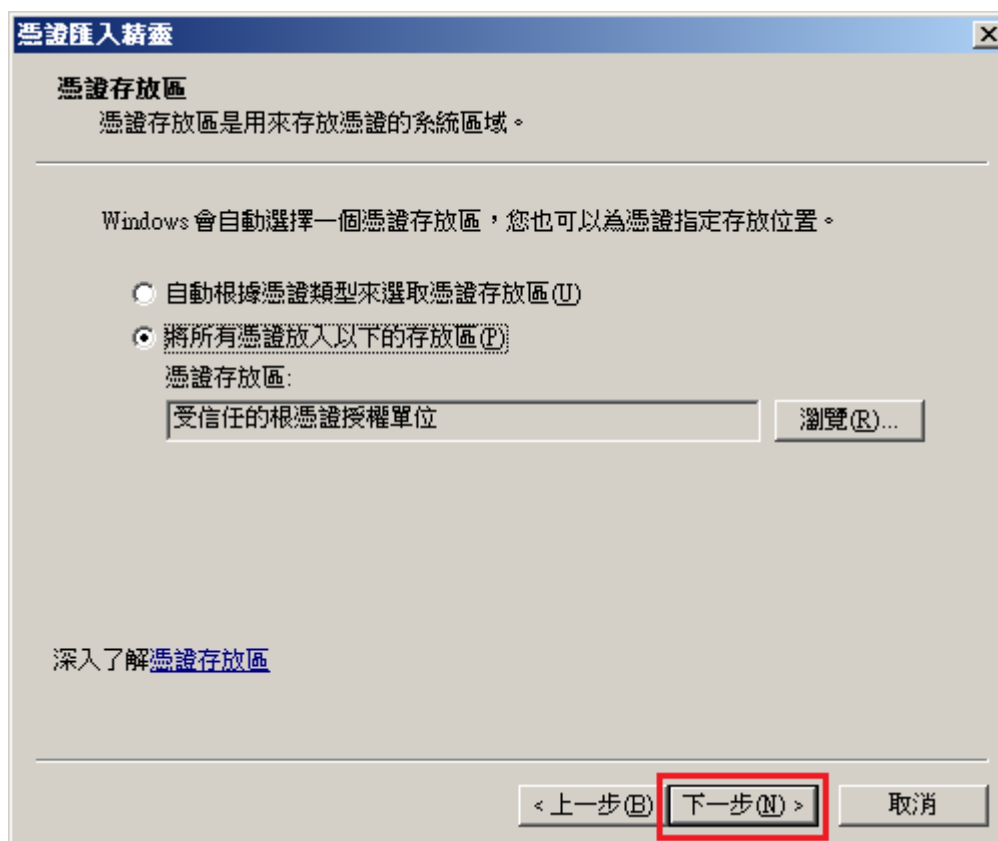 憑證匯入精靈
憑證存放區
憑證存放區是用來存放憑證的系統區域。
Windows 會自動選擇一個憑證存放區，您也可以為憑證指定存放位置。
自動根據憑證類型來選取憑證存放區(U)
將所有憑證放入以下的存放區(P)
憑證存放區:
受信任的根憑證授權單位
瀏覽(R)...
深入了解憑證存放區
<上一步(B) 下一步(N)> 取消